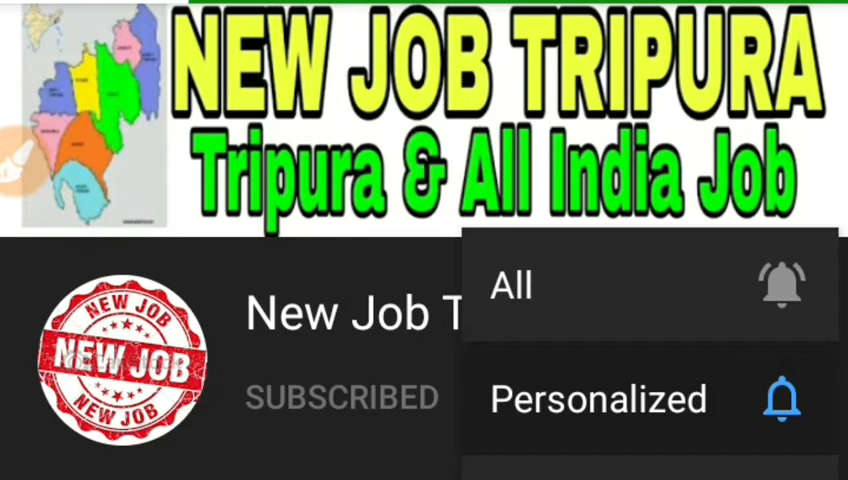 NEW JOB TRIPURA
Tripura & All India Job
All
New Job T
SUBSCRIBED
Personalized
NEW JOB
NEW JOB
NEW JOB